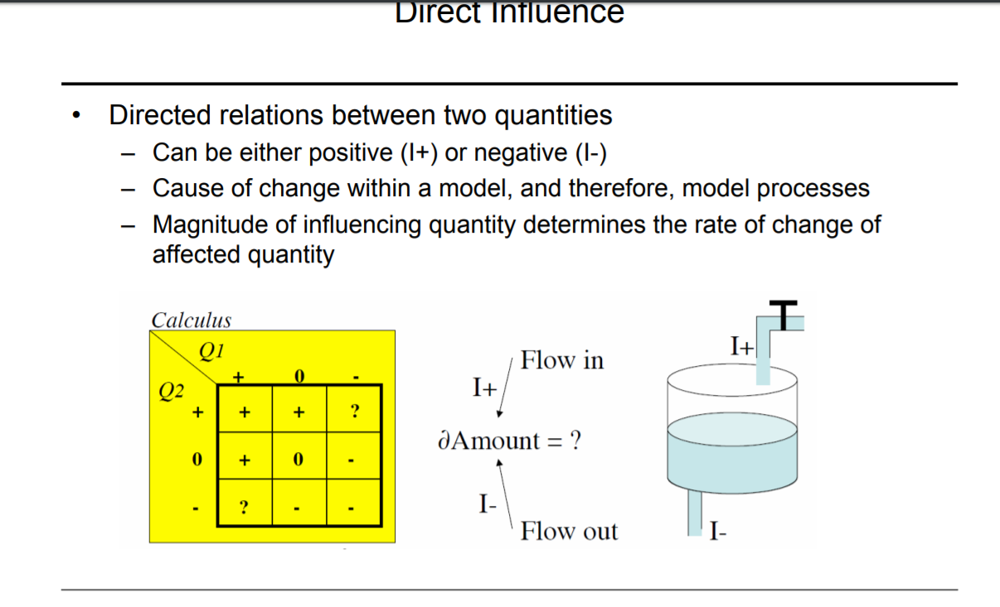 Direct Influence
• Directed relations between two quantities
– Can be either positive (I+) or negative (I-)
– Cause of change within a model, and therefore, model processes
– Magnitude of influencing quantity determines the rate of change of
affected quantity
Calculus
Q1
Q2
+ 0 -
+ + + ?
0 + 0 -
- ? - -
Flow in
I+
∂Amount = ?
I-
Flow out
I+
I-